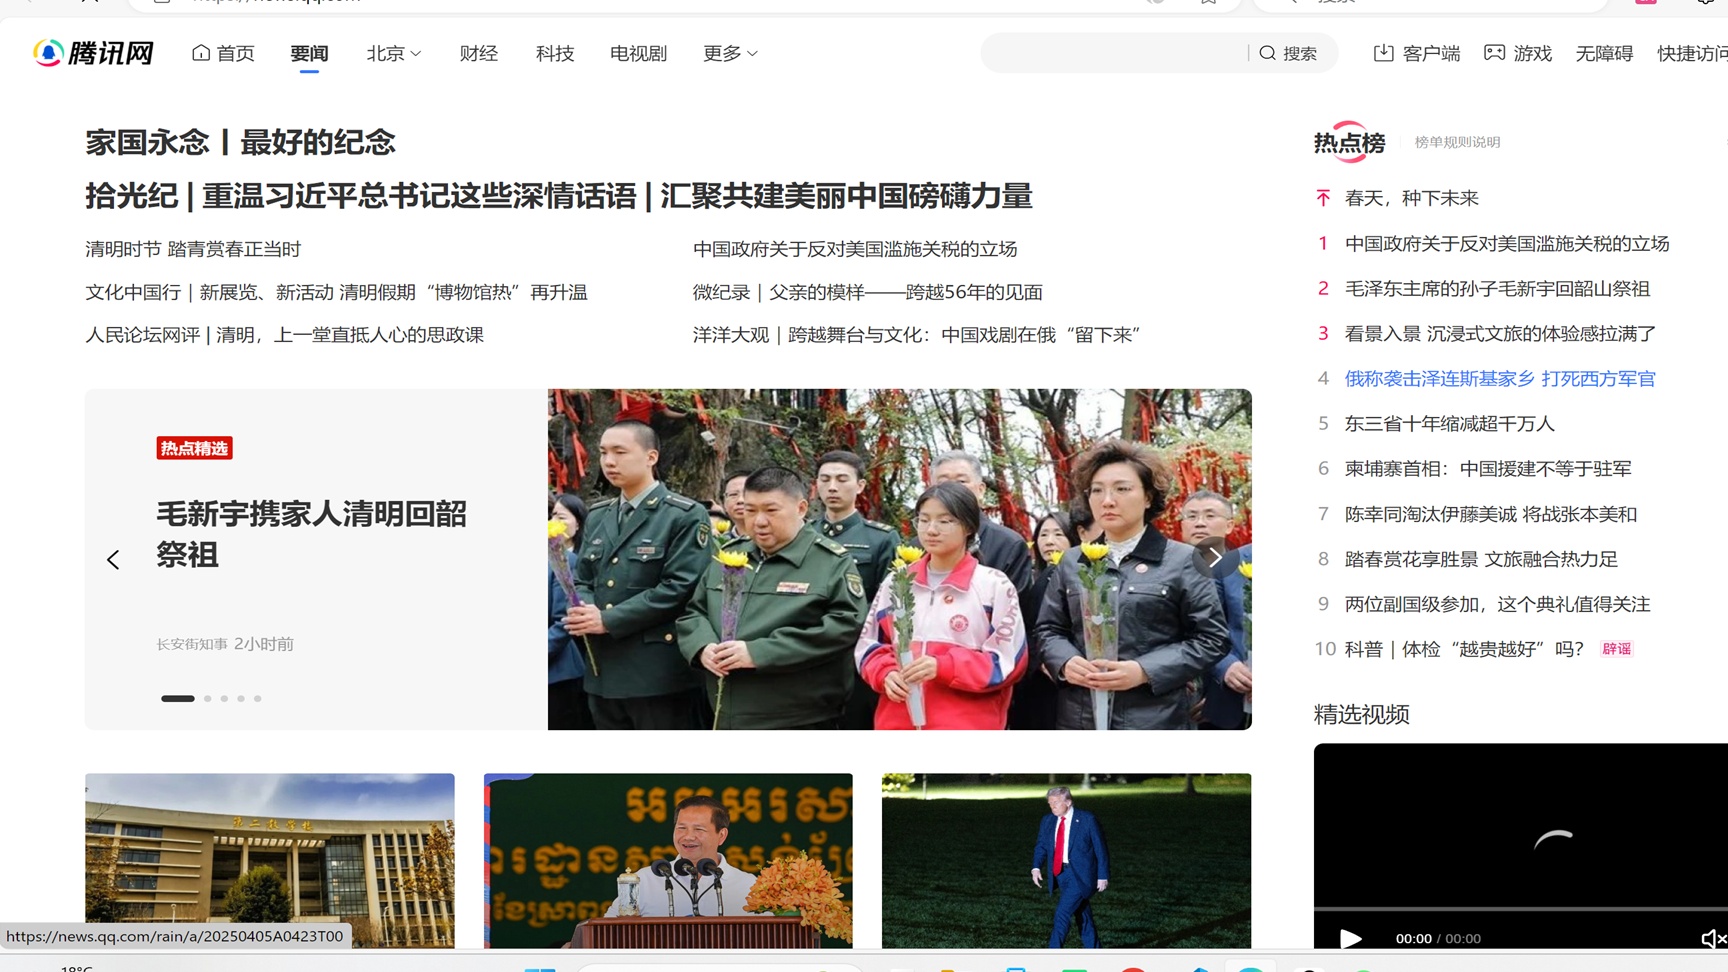 腾讯网
首页
要闻
北京
财经
科技
电视剧
更多
搜索
客户端
游戏
无障碍
家国永念丨最好的纪念
拾光纪 | 重温习近平总书记这些深情话语 | 汇聚共建美丽中国磅礴力量
清明时节 踏青赏春正当时
中国政府关于反对美国滥施关税的立场
文化中国行｜新展览、新活动 清明假期“博物馆热”再升温
微纪录｜父亲的模样——跨越56年的见面
人民论坛网评 | 清明，上一堂直抵人心的思政课
洋洋大观｜跨越舞台与文化：中国戏剧在俄“留下来”
热点精选
毛新宇携家人清明回韶
祭祖
长安街知事 2小时前
热点榜
榜单规则说明
春天，种下未来
1 中国政府关于反对美国滥施关税的立场
2 毛泽东主席的孙子毛新宇回韶山祭祖
3 看景入景 沉浸式文旅的体验感拉满了
4 俄称袭击泽连斯基家乡 打死西方军官
5 东三省十年缩减超千万人
6 柬埔寨首相：中国援建不等于驻军
7 陈幸同淘汰伊藤美诚 将战张本美和
8 踏春赏花享胜景 文旅融合热力足
9 两位副国级参加，这个典礼值得关注
10 科普｜体检“越贵越好”吗？ 辟谣
精选视频
00:00 / 00:00
https://news.qq.com/rain/a/20250405A0423T00